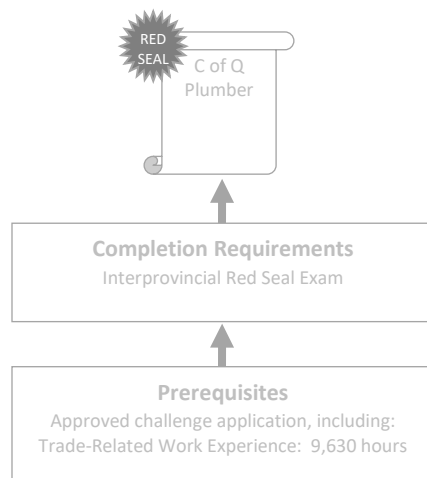 RED
SEAL
C of Q
Plumber
Completion Requirements
Interprovincial Red Seal Exam
Prerequisites
Approved challenge application, including:
Trade-Related Work Experience: 9,630 hours